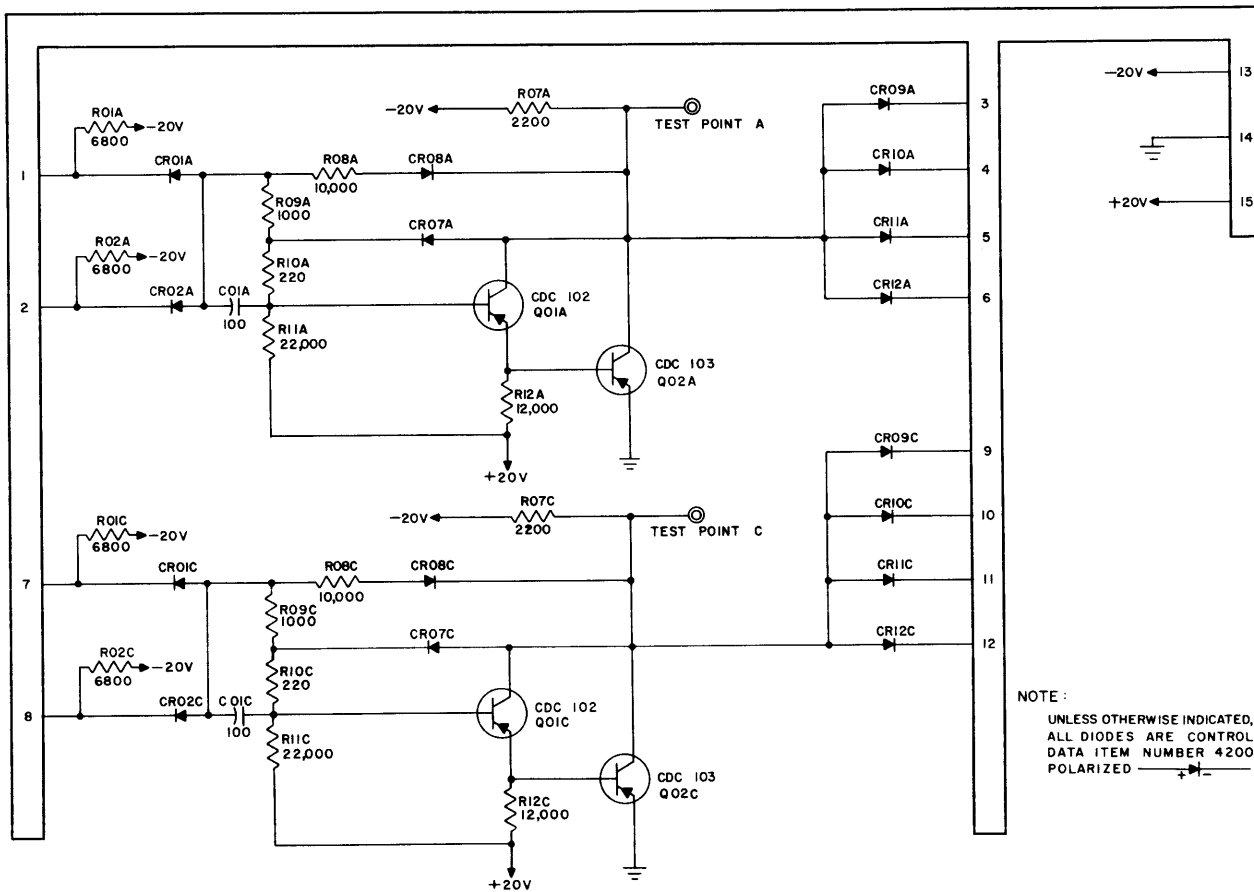 -20V
13
14
+20V
15
R07A
-20V
2200
TEST POINT A
CR09A
3
R01A
-20V
6800
CR01A
1
R08A
10,000
CR08A
CR10A
4
R09A
1000
CR07A
CR11A
5
R02A
-20V
6800
R10A
220
CR12A
6
CR02A
C01A
100
2
CDC 102
Q01A
R11A
22,000
CDC 103
Q02A
R12A
12,000
+20V
CR09C
9
R07C
-20V
2200
TEST POINT C
CR10C
10
R01C
-20V
6800
CR01C
7
R08C
10,000
CR08C
CR11C
11
R09C
1000
CR07C
CR12C
12
R02C
-20V
6800
R10C
220
CR02C
C01C
100
8
CDC 102
Q01C
R11C
22,000
CDC 103
Q02C
R12C
12,000
+20V
NOTE:
UNLESS OTHERWISE INDICATED,
ALL DIODES ARE CONTROL
DATA ITEM NUMBER 4200
POLARIZED + -